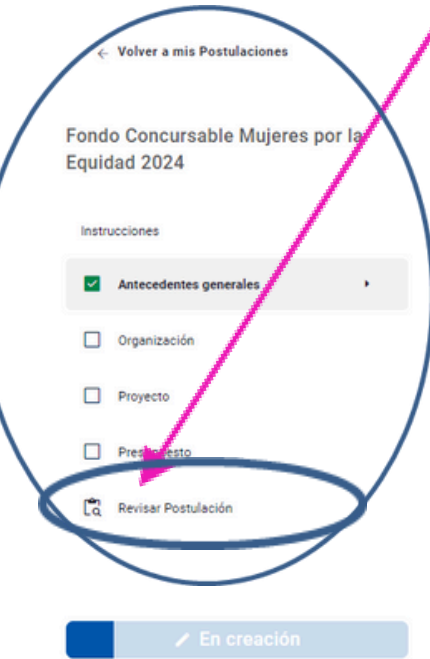 ← Volver a mis Postulaciones
Fondo Concursable Mujeres por la
Equidad 2024
Instrucciones
Antecedentes generales
Organización
Proyecto
Presupuesto
Revisar Postulación
En creación